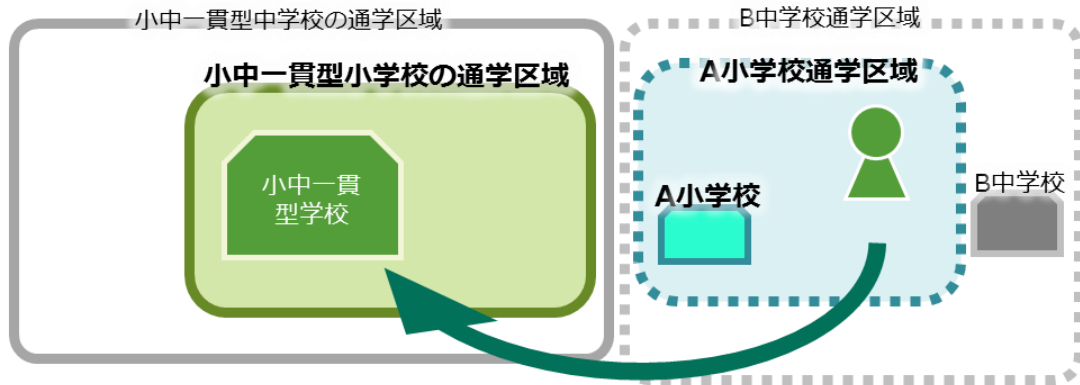 小中一貫型中学校の通学区域
B中学校通学区域
小中一貫型小学校の通学区域
A小学校通学区域
小中一貫
型学校
A小学校
B中学校